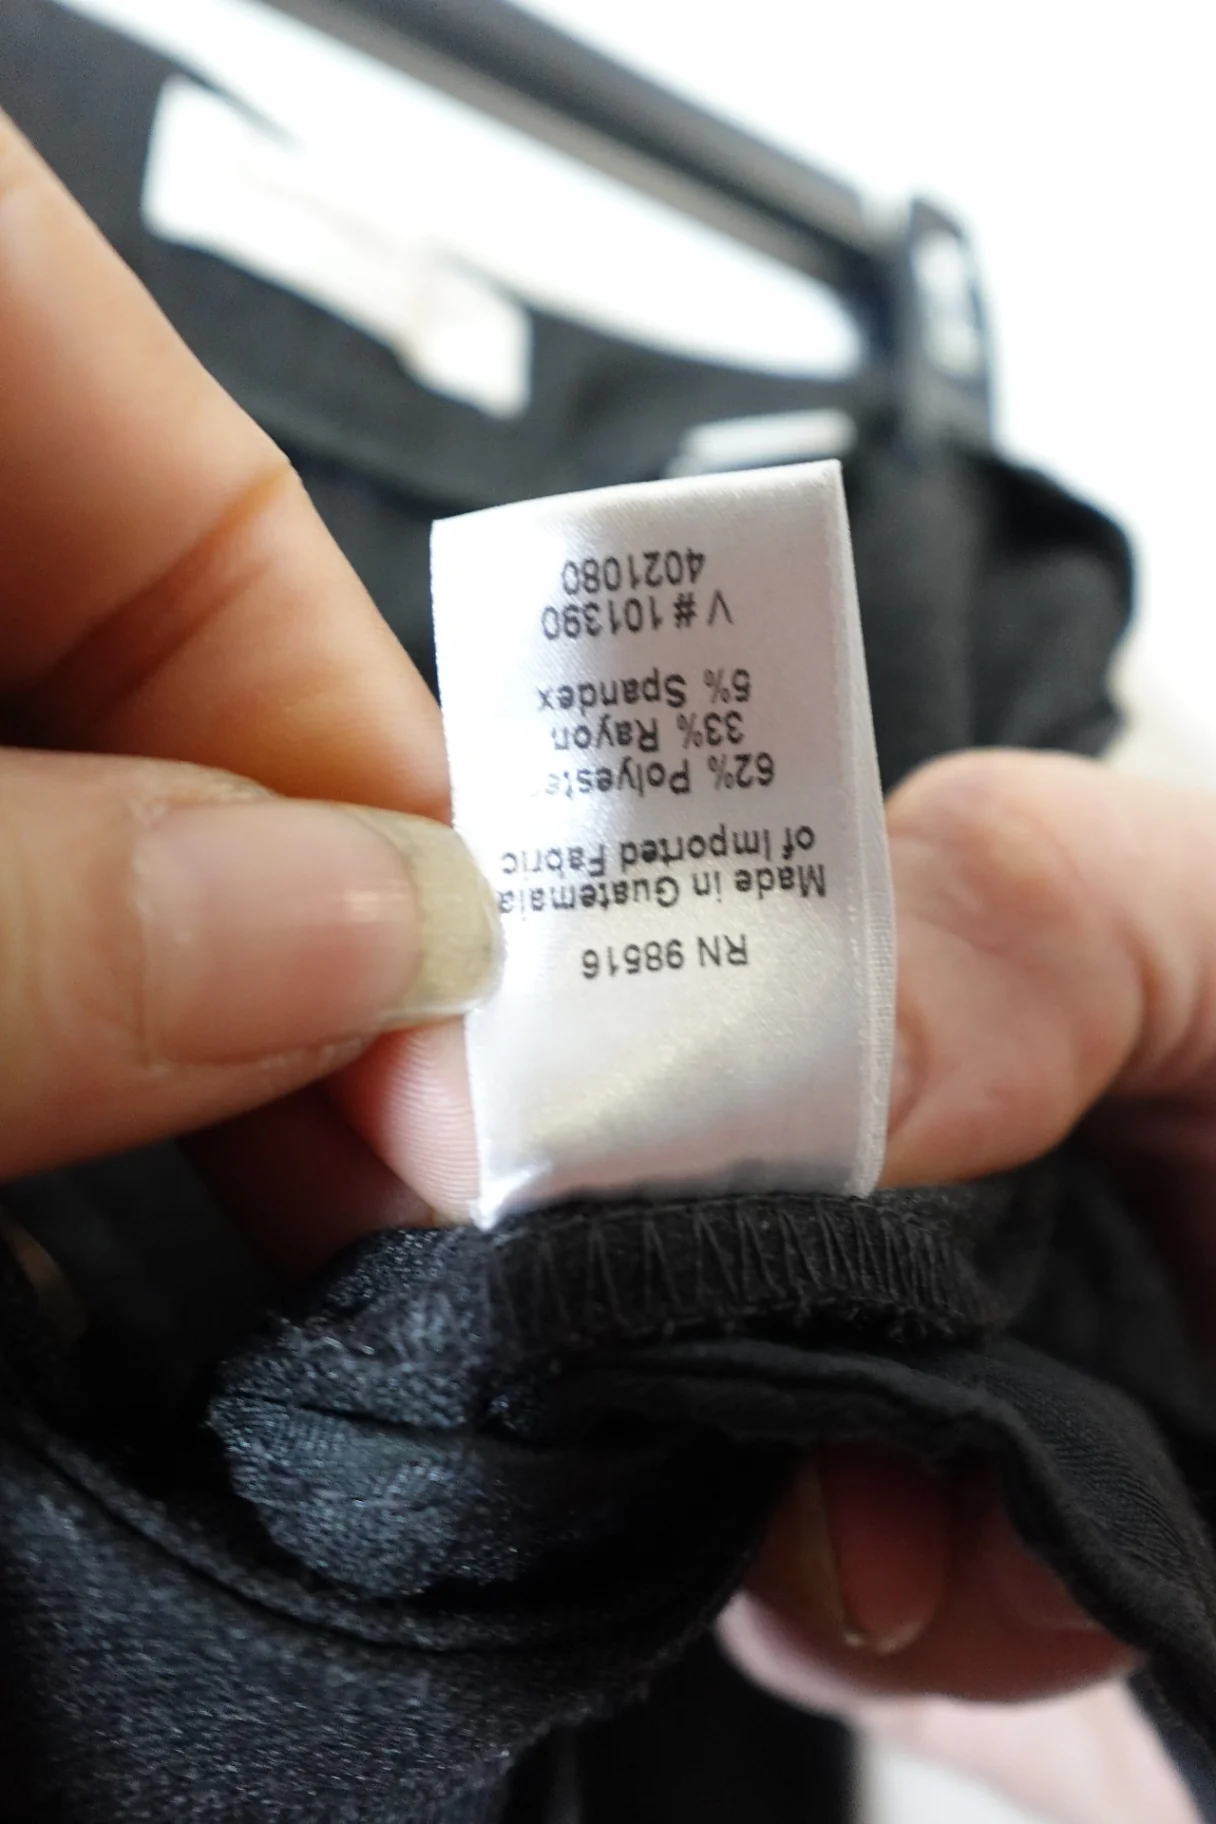 RN 98516
Made in Guatemala
of Imported Fabric
62% Polyeste
33% Rayon
5% Spandex
V # 101390
4021080